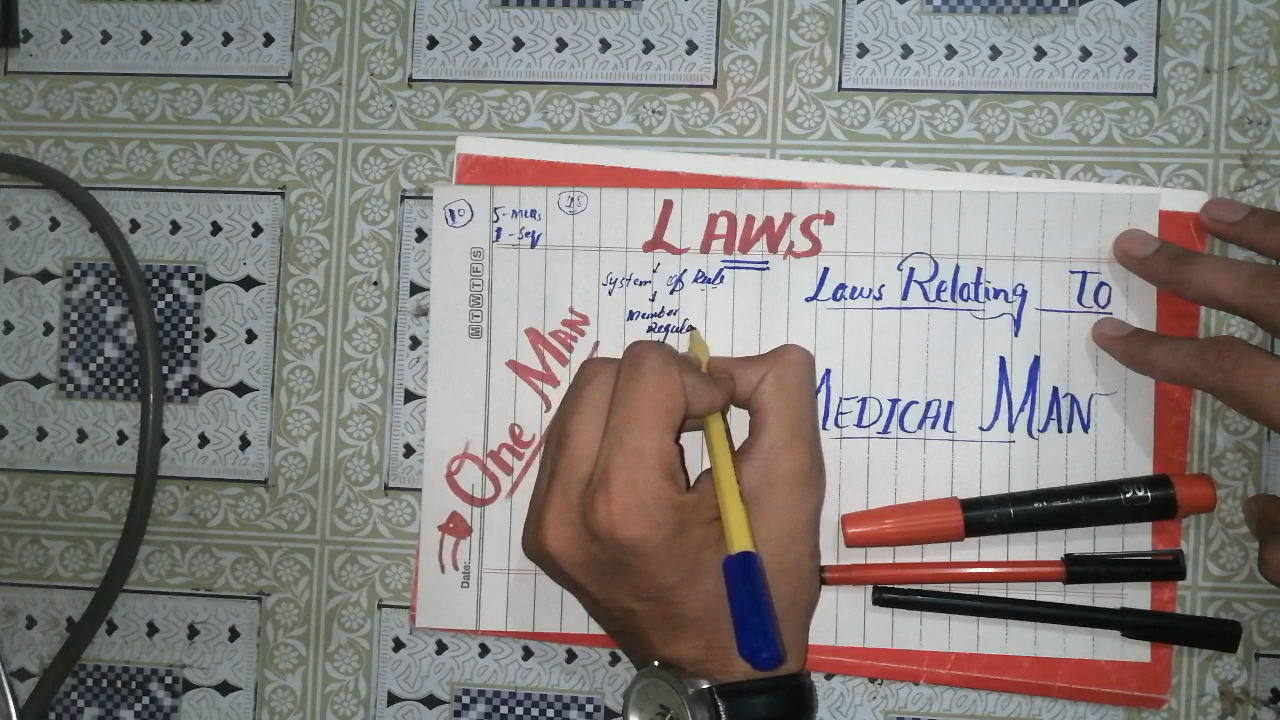 10
5-MCQs
1-Seq
15
LAWS
System of Rule
Member
Regula
One Man
Laws Relating To
MEDICAL MAN
M T W T F S
Date: